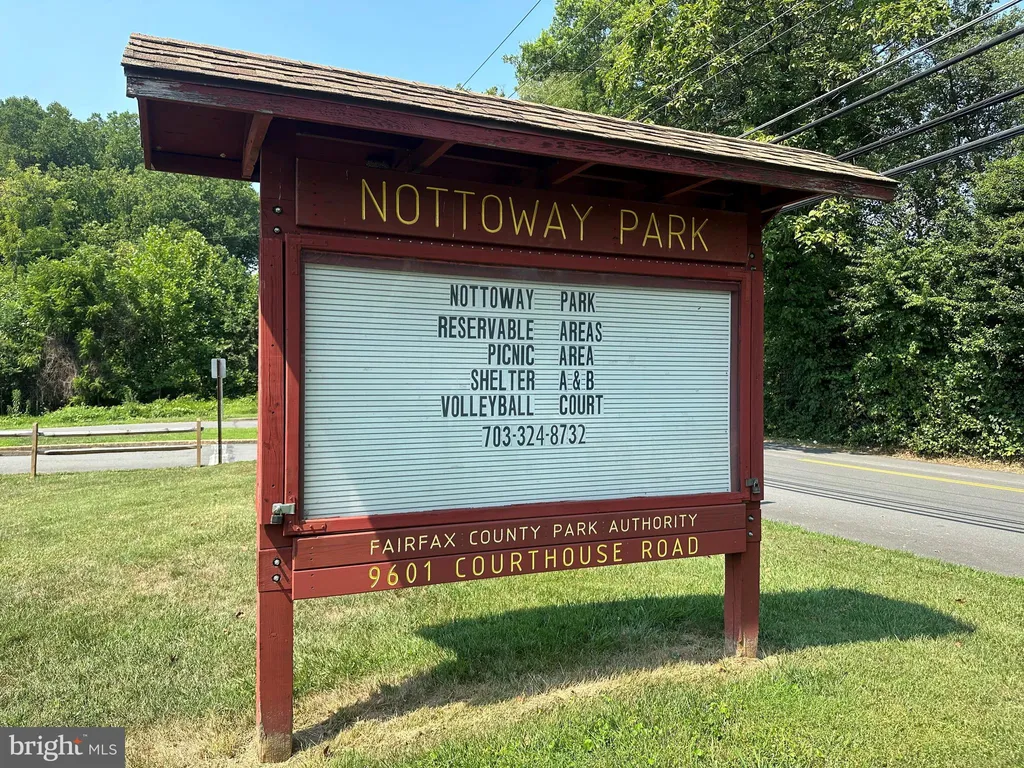 NOTTOWAY PARK
NOTTOWAY PARK
RESERVABLE AREAS
PICNIC AREA
SHELTER A & B
VOLLEYBALL COURT
703-324-8732
FAIRFAX COUNTY PARK AUTHORITY
9601 COURTHOUSE ROAD
bright MLS